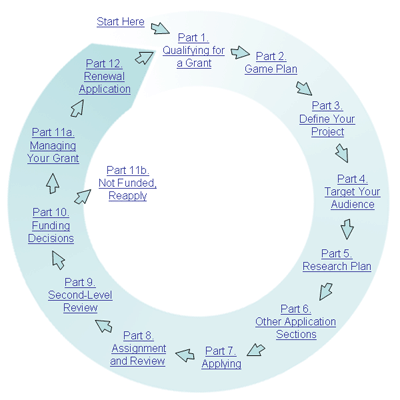 Start Here
Part 1.
Qualifying for
a Grant
Part 2.
Game Plan
Part 3.
Define Your
Project
Part 4.
Target Your
Audience
Part 5.
Research Plan
Part 6.
Other Application
Sections
Part 7.
Applying
Part 8.
Assignment
and Review
Part 9.
Second-Level
Review
Part 10.
Funding
Decisions
Part 11a.
Managing
Your Grant
Part 11b.
Not Funded,
Reapply
Part 12.
Renewal
Application